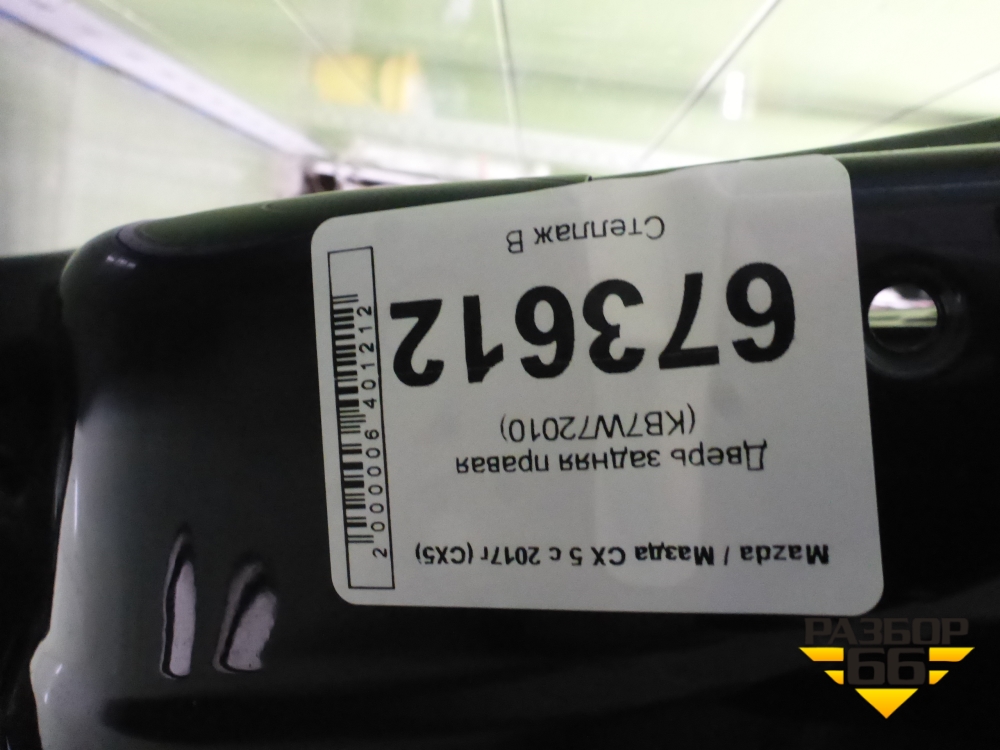 Mazda / Мазда CX 5 с 2017г (CX5)
Дверь задняя правая
(KB7W72010)
673612
Стеллаж В
2000006401212
РАЗБОР
66